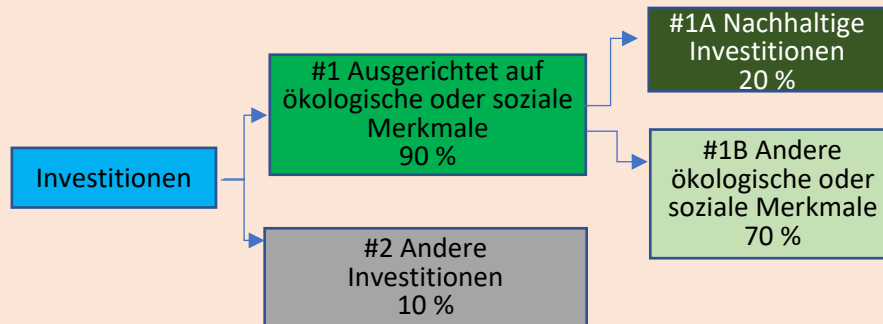 Investitionen
#1 Ausgerichtet auf
ökologische oder soziale
Merkmale
90 %
#2 Andere
Investitionen
10 %
#1A Nachhaltige
Investitionen
20 %
#1B Andere
ökologische oder
soziale Merkmale
70 %